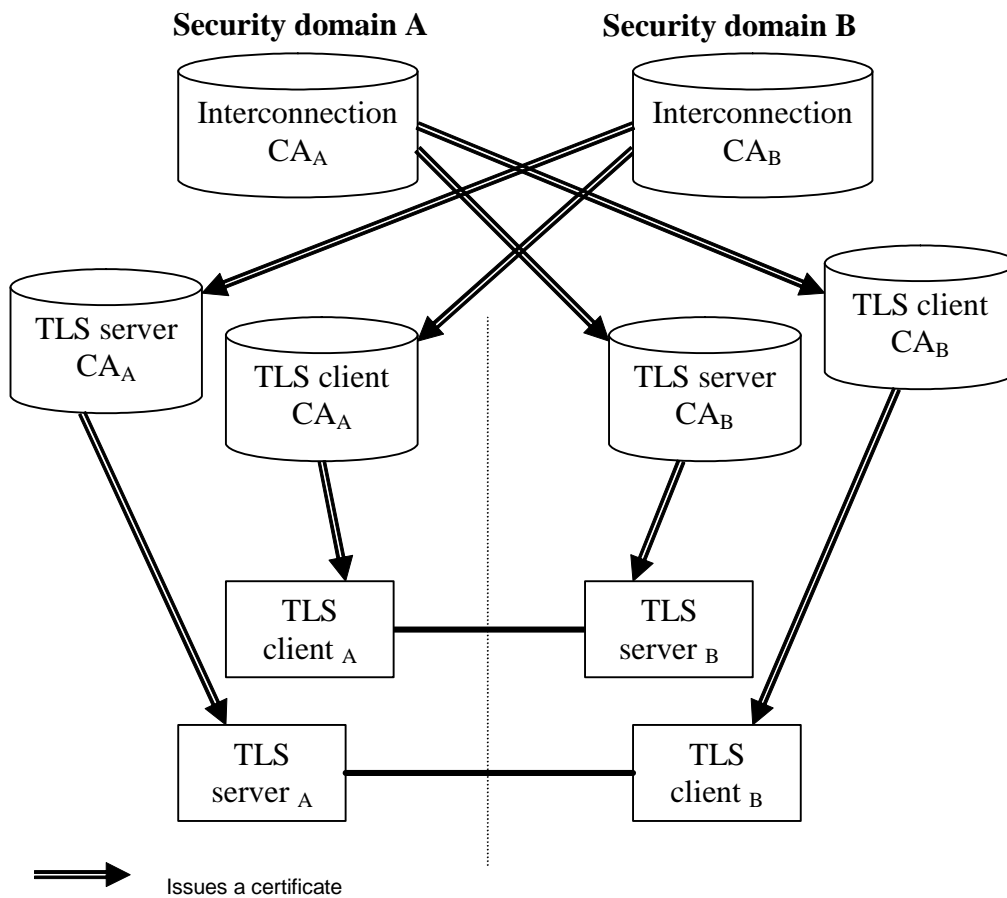 Security domain A
Security domain B
Interconnection
CAA
Interconnection
CAB
TLS server
CAA
TLS client
CAA
TLS server
CAB
TLS client
CAB
TLS
client A
TLS
server B
TLS
server A
TLS
client B
Issues a certificate